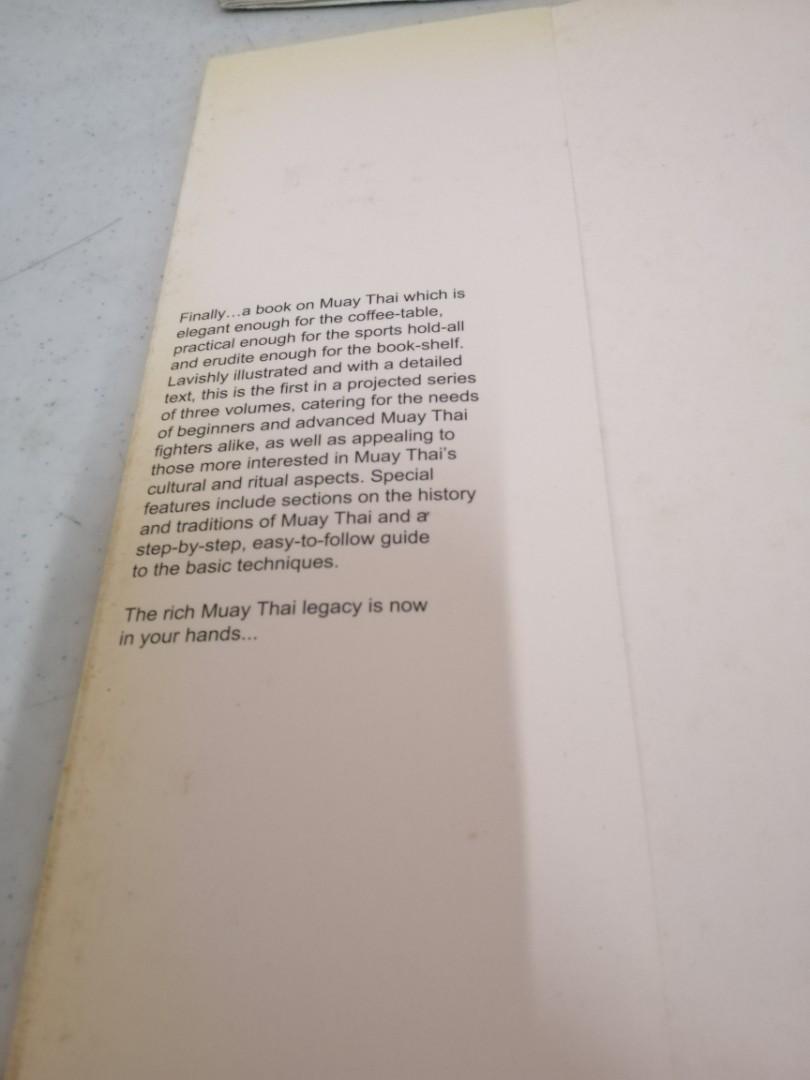 Finally...a book on Muay Thai which is
elegant enough for the coffee-table,
practical enough for the sports hold-all
and erudite enough for the book-shelf.
Lavishly illustrated and with a detailed
text, this is the first in a projected series
of three volumes, catering for the needs
of beginners and advanced Muay Thai
fighters alike, as well as appealing to
those more interested in Muay Thai's
cultural and ritual aspects. Special
features include sections on the history
and traditions of Muay Thai and a
step-by-step, easy-to-follow guide
to the basic techniques.
The rich Muay Thai legacy is now
in your hands...